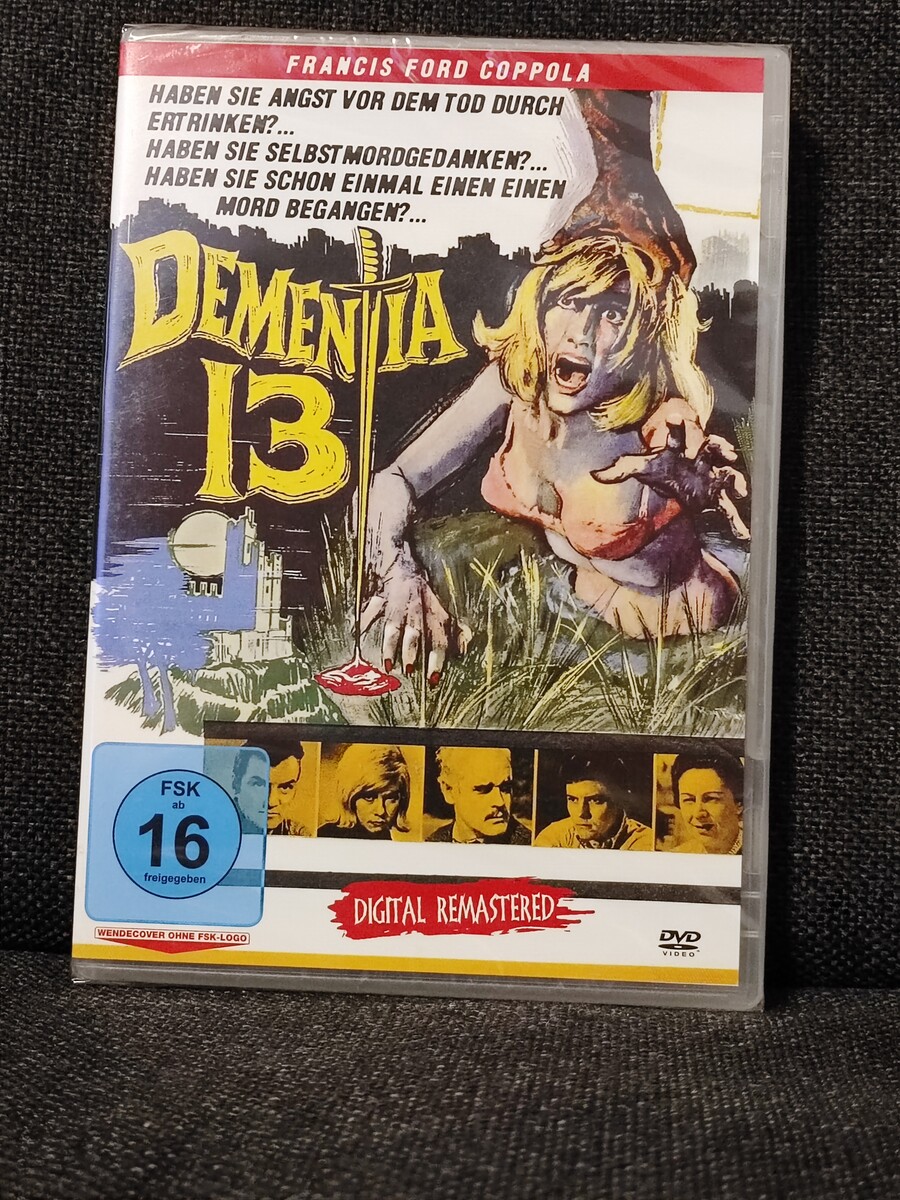 FRANCIS FORD COPPOLA
HABEN SIE ANGST VOR DEM TOD DURCH
ERTRINKEN?...
HABEN SIE SELBSTMORDGEDANKEN?...
HABEN SIE SCHON EINMAL EINEN EINEN
MORD BEGANGEN?...
DEMENTIA
13
FSK
ab
16
freigegeben
WENDECOVER OHNE FSK-LOGO
DIGITAL REMASTERED
DVD
VIDEO